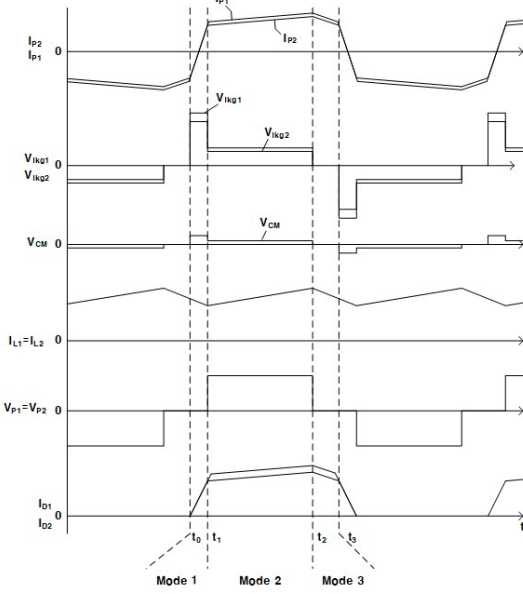 IP1
IP2
IP2 0
IP1
Vlkg1
Vlkg2
Vlkg1 0
Vlkg2
VCM
VCM 0
IL1=IL2 0
VP1=VP2 0
ID1 0
ID2
t
t0 t1 t2 t3
Mode 1 Mode 2 Mode 3